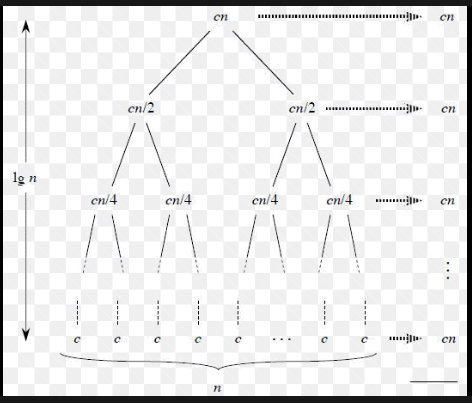 cn cn
cn/2 cn/2 cn
lg n
cn/4 cn/4 cn/4 cn/4 cn
⋮
c c c c c ... c c cn
n